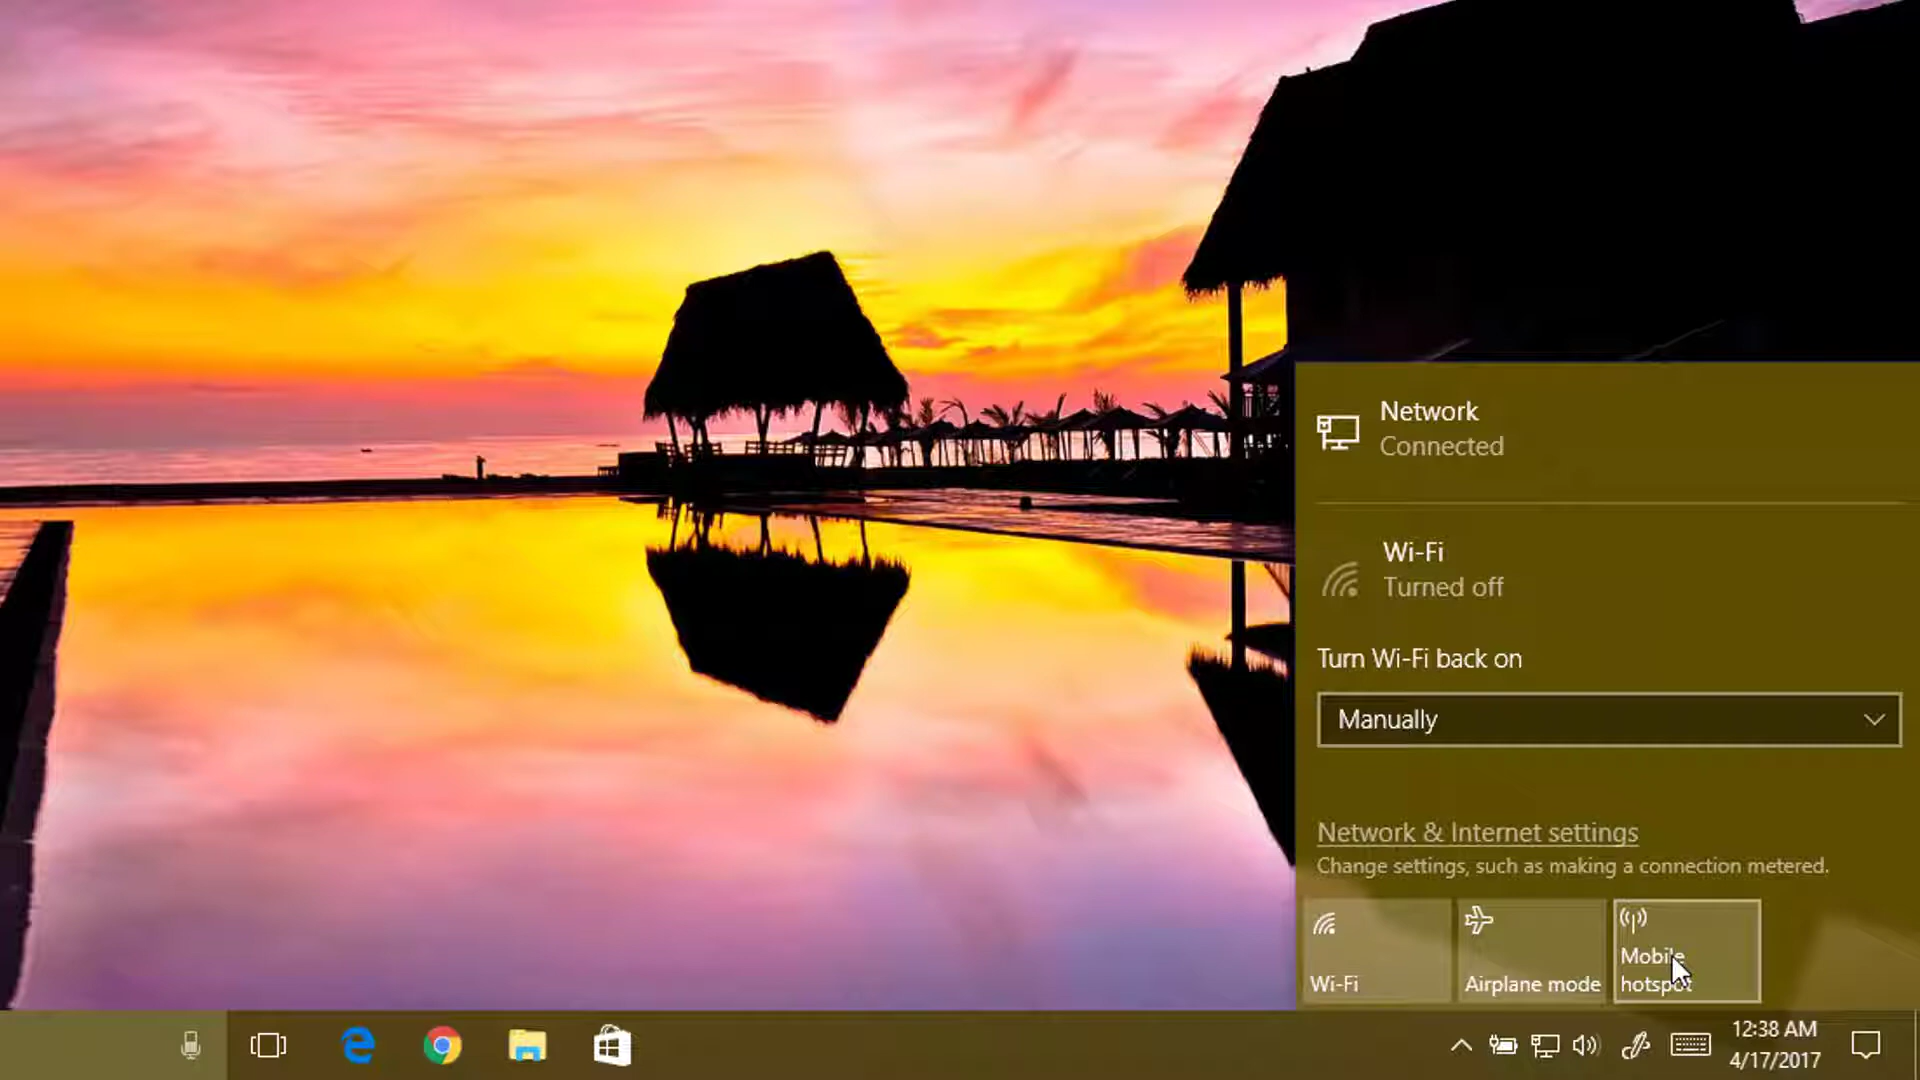 Network
Connected
Wi-Fi
Turned off
Turn Wi-Fi back on
Manually
Network & Internet settings
Change settings, such as making a connection metered.
Wi-Fi
Airplane mode
Mobile
hotspot
12:38 AM
4/17/2017